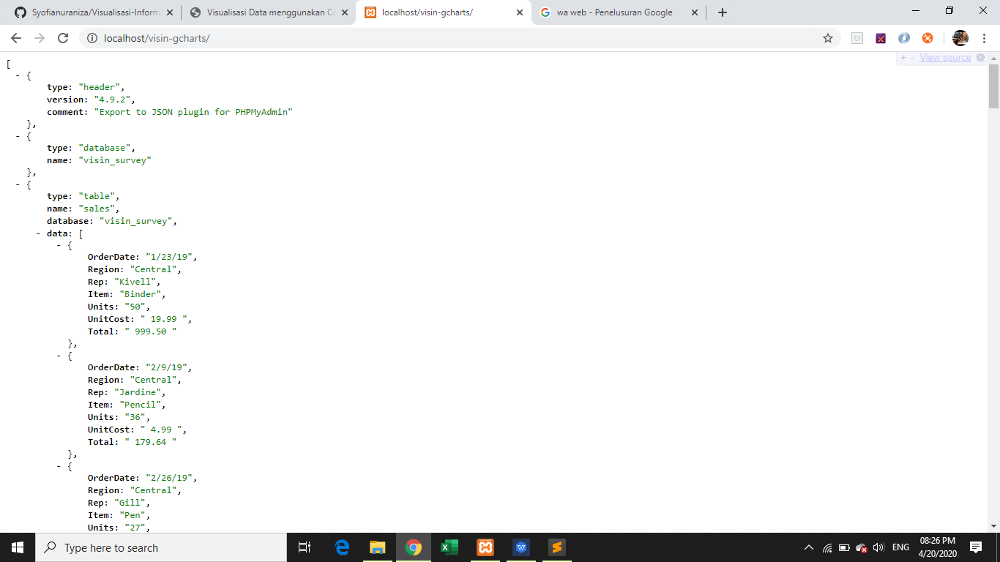 Syofianuraniza/Visualisasi-Inform
Visualisasi Data menggunakan Co
localhost/visin-gcharts/
wa web - Penelusuran Google
localhost/visin-gcharts/
+ - View source
[
- {
type: "header",
version: "4.9.2",
comment: "Export to JSON plugin for PHPMyAdmin"
},
- {
type: "database",
name: "visin_survey"
},
- {
type: "table",
name: "sales",
database: "visin_survey",
- data: [
- {
OrderDate: "1/23/19",
Region: "Central",
Rep: "Kivell",
Item: "Binder",
Units: "50",
UnitCost: " 19.99 ",
Total: " 999.50 "
},
- {
OrderDate: "2/9/19",
Region: "Central",
Rep: "Jardine",
Item: "Pencil",
Units: "36",
UnitCost: " 4.99 ",
Total: " 179.64 "
},
- {
OrderDate: "2/26/19",
Region: "Central",
Rep: "Gill",
Item: "Pen",
Units: "27",
Type here to search
ENG
08:26 PM
4/20/2020